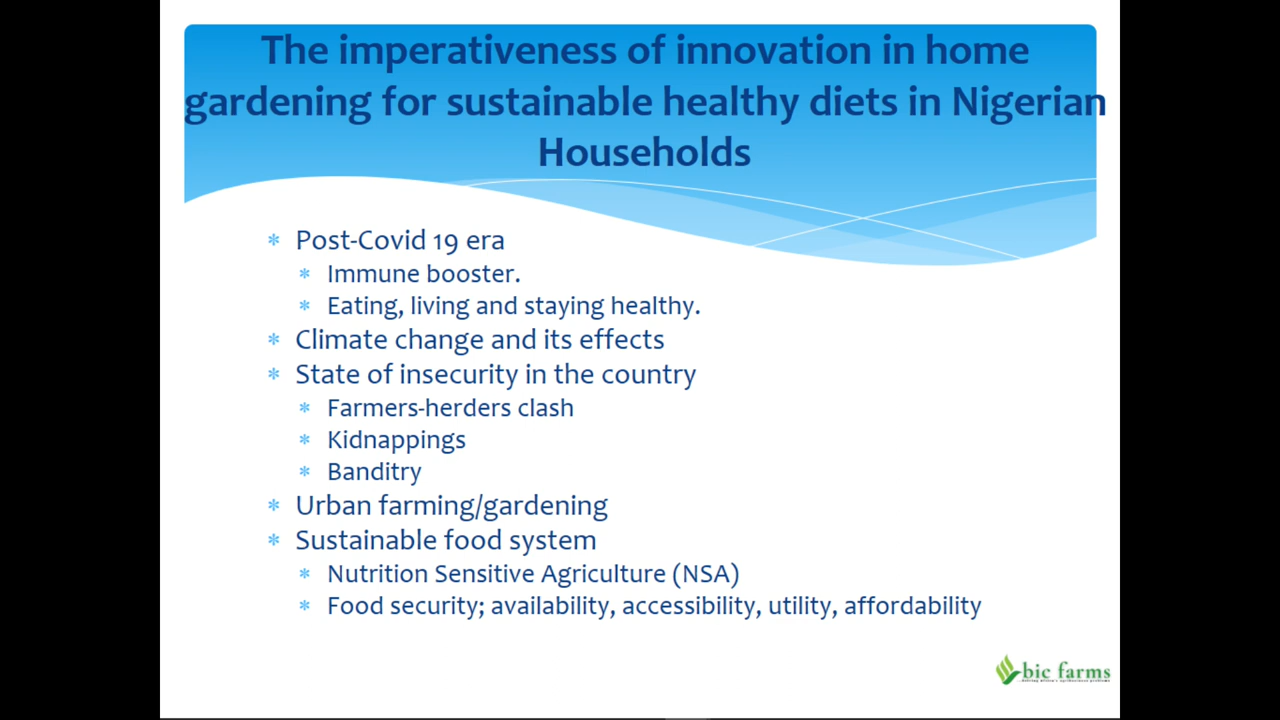 The imperativeness of innovation in home
gardening for sustainable healthy diets in Nigerian
Households
* Post-Covid 19 era
* Immune booster.
* Eating, living and staying healthy.
* Climate change and its effects
* State of insecurity in the country
* Farmers-herders clash
* Kidnappings
* Banditry
* Urban farming/gardening
* Sustainable food system
* Nutrition Sensitive Agriculture (NSA)
* Food security; availability, accessibility, utility, affordability
bic farms